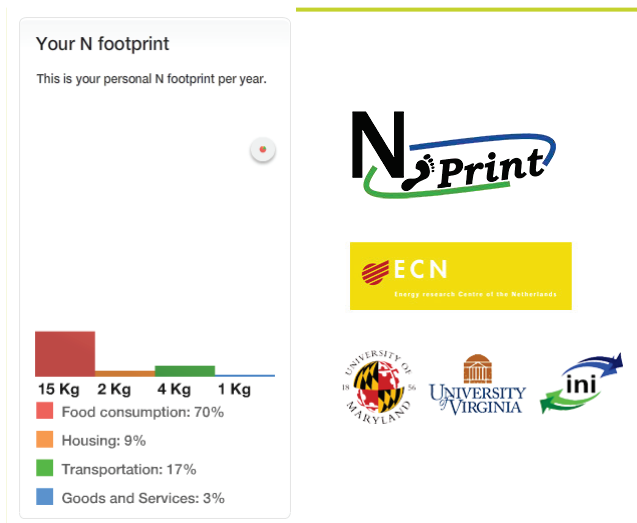 Your N footprint
This is your personal N footprint per year.
15 Kg 2 Kg 4 Kg 1 Kg
Food consumption: 70%
Housing: 9%
Transportation: 17%
Goods and Services: 3%
N Print
ECN
Energy research Centre of the Netherlands
UNIVERSITY OF
18 56
MARYLAND
UNIVERSITY
of VIRGINIA
ini